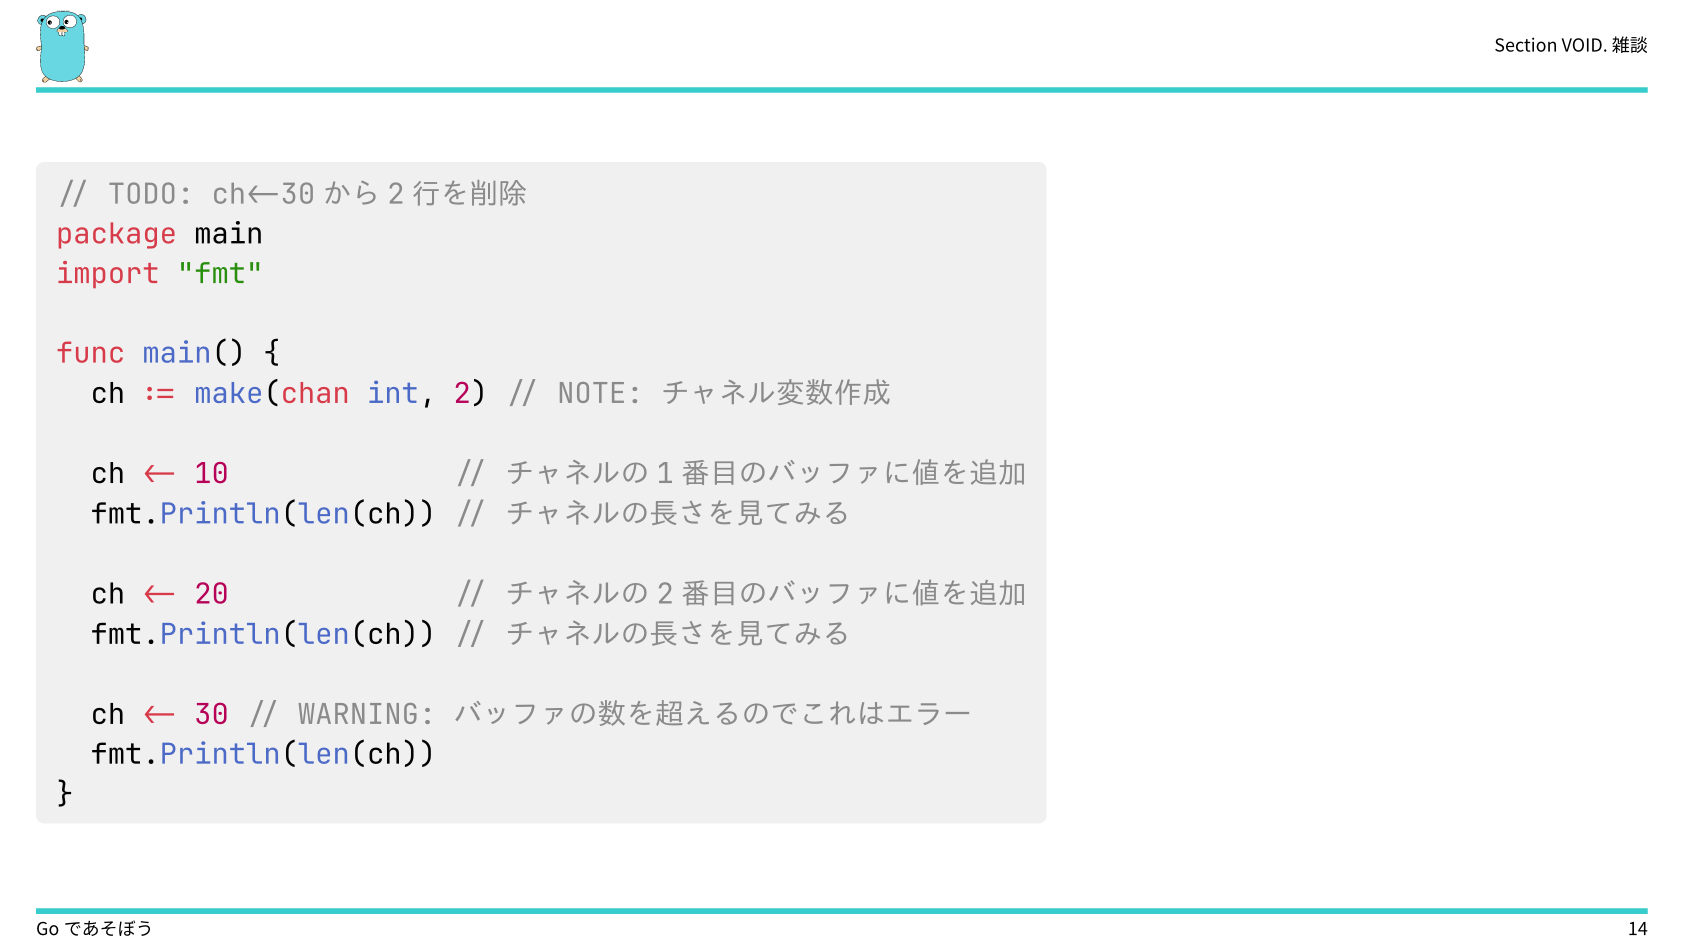 Section VOID. 雑談
// TODO: ch<-30 から 2 行を削除
package main
import "fmt"

func main() {
  ch := make(chan int, 2) // NOTE: チャネル変数作成

  ch <- 10             // チャネルの 1 番目のバッファに値を追加
  fmt.Println(len(ch)) // チャネルの長さを見てみる

  ch <- 20             // チャネルの 2 番目のバッファに値を追加
  fmt.Println(len(ch)) // チャネルの長さを見てみる

  ch <- 30 // WARNING: バッファの数を超えるのでこれはエラー
  fmt.Println(len(ch))
}
Go であそぼう
14